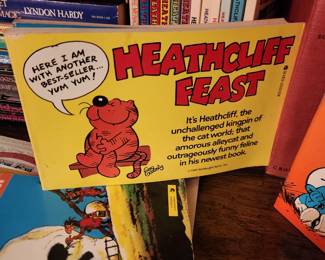 LYNDON HARDY
HERE I AM
WITH ANOTHER
BEST-SELLER...
YUM YUM!
HEATHCLIFF
FEAST
It's Heathcliff, the
unchallenged kingpin of
the cat world; that
amorous alleycat and
outrageously funny feline
in his newest book.